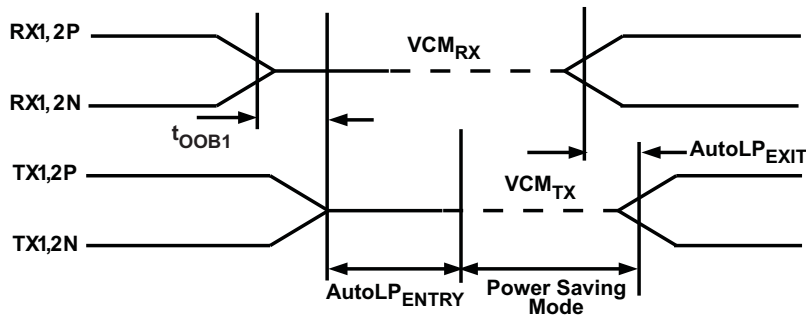 RX1, 2P
VCMRX
RX1, 2N
tOOB1
AutoLPEXIT
TX1,2P
VCMTX
TX1,2N
AutoLPENTRY
Power Saving
Mode